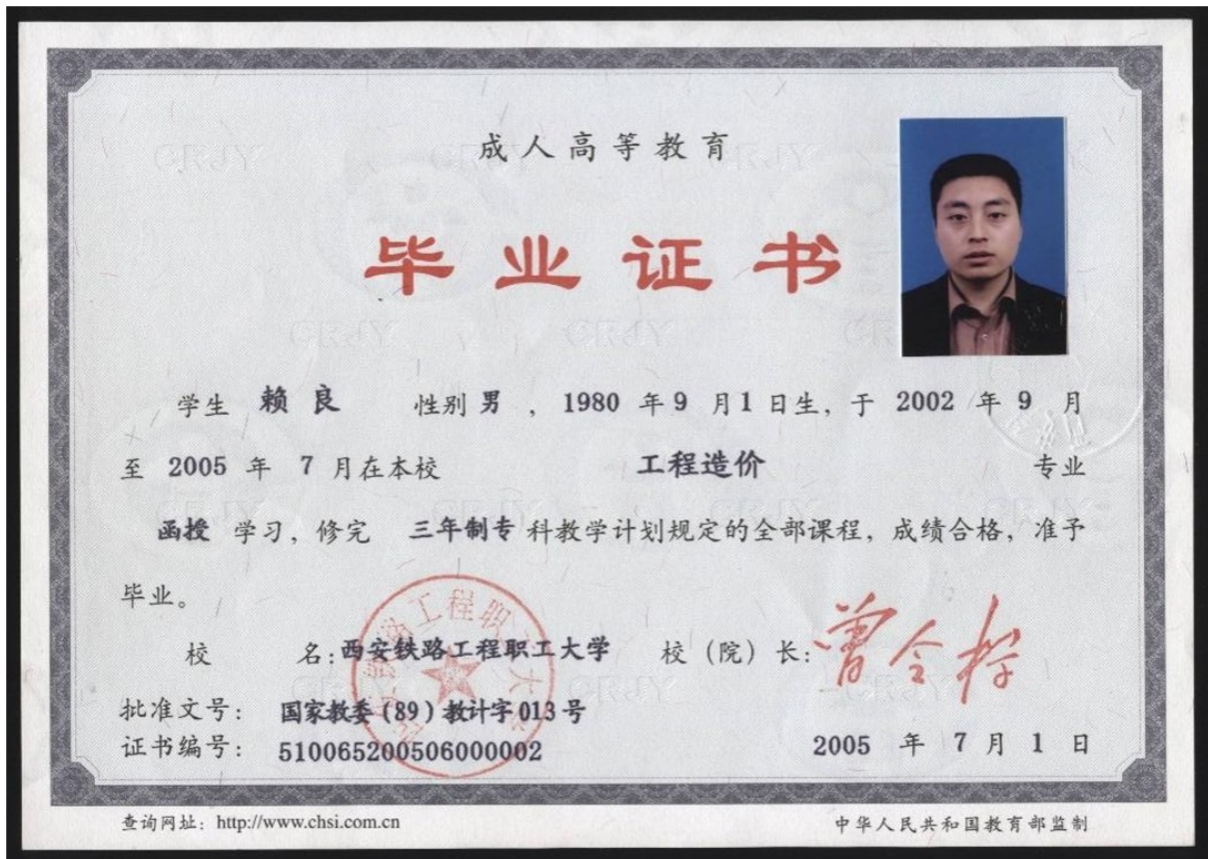 成人高等教育
毕业证书
学生 赖良 性别 男 ，1980 年 9 月 1 日生，于 2002 年 9 月
至 2005 年 7 月在本校 工程造价 专业
函授 学习，修完 三年制专 科教学计划规定的全部课程，成绩合格，准予
毕业。
校 名：西安铁路工程职工大学 校（院）长：
批准文号： 国家教委（89）教计字 013 号
证书编号： 510065200506000002
2005 年 7 月 1 日
查询网址：http://www.chsi.com.cn
中华人民共和国教育部监制
CRJY